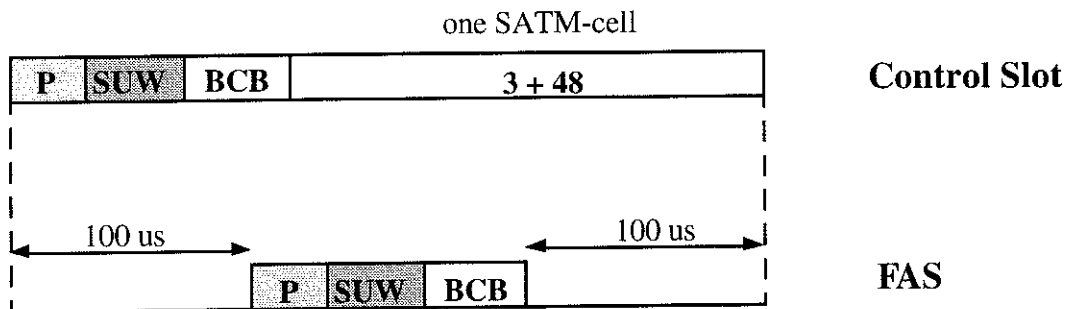 one SATM-cell
P SUW BCB 3 + 48 Control Slot
100 us 100 us
P SUW BCB FAS